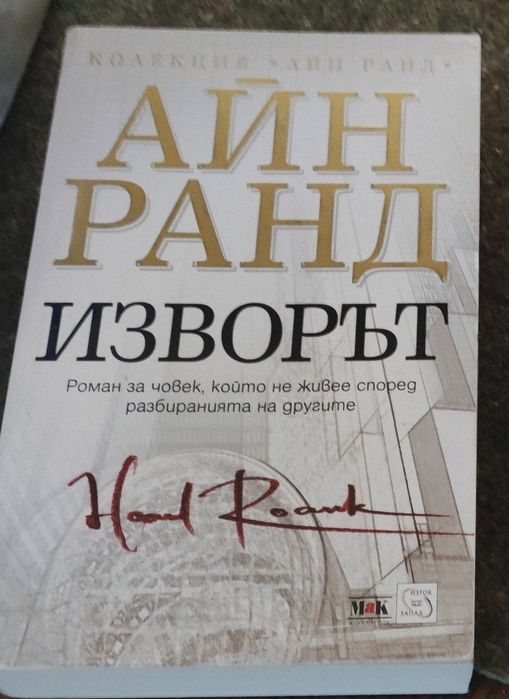 КОЛЕКЦИЯ "АЙН РАНД"
АЙН
РАНД
ИЗВОРЪТ
Роман за човек, който не живее според
разбиранията на другите
Howard Roark
МаК
ИЗТОК
ЗАПАД